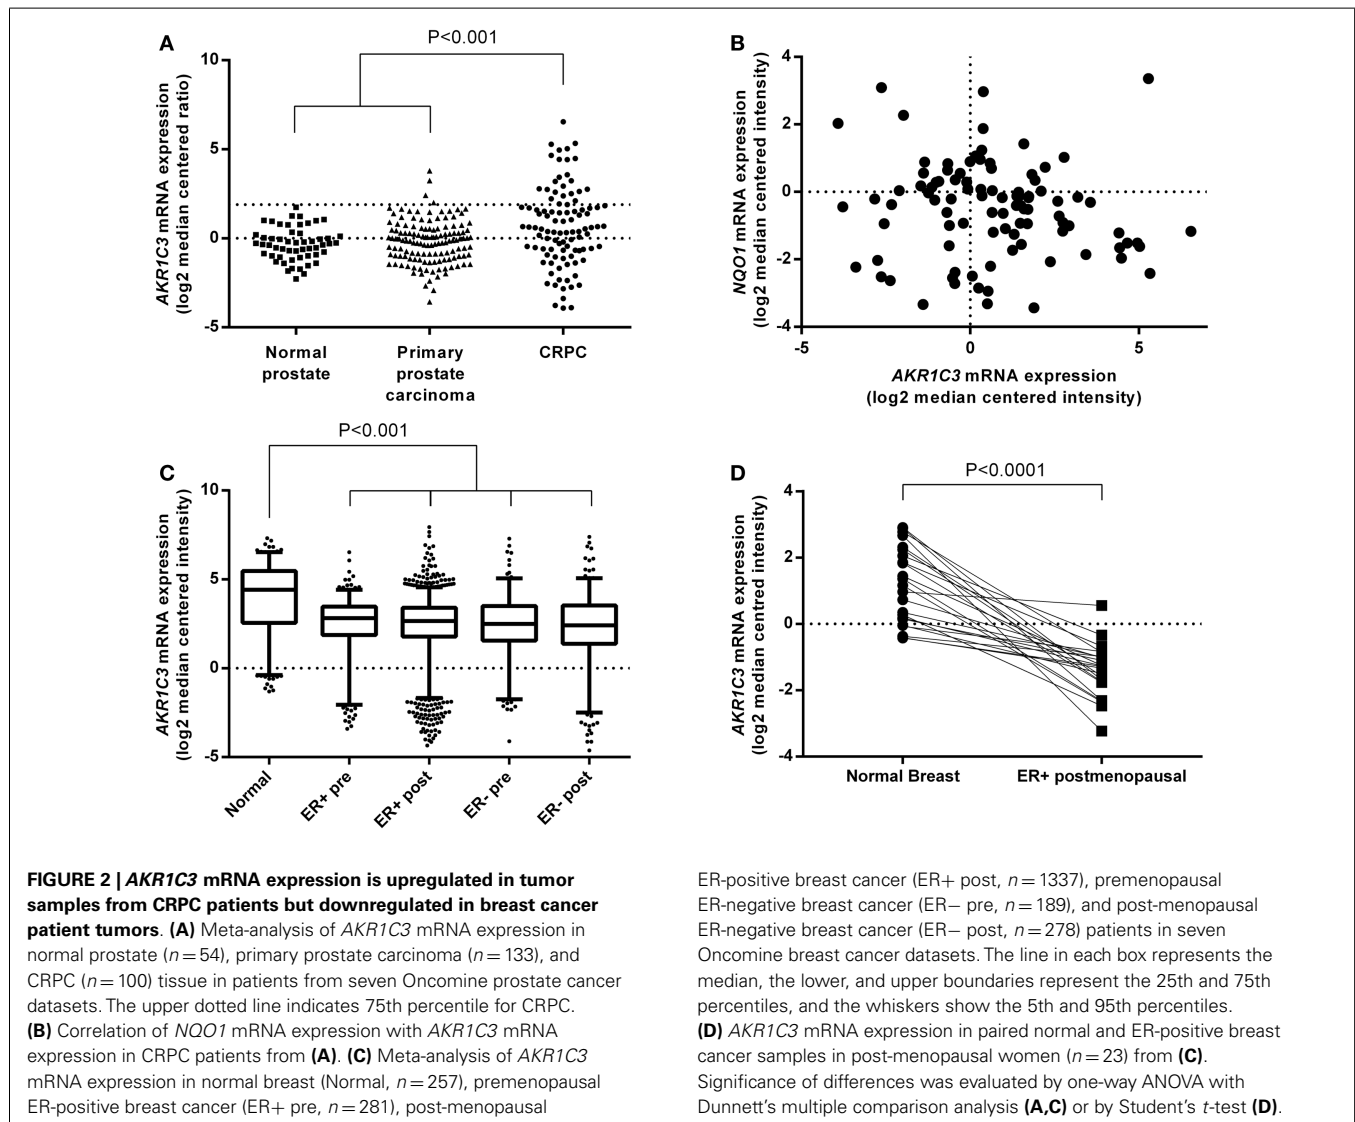 A
P<0.001
AKR1C3 mRNA expression
(log2 median centered ratio)
10
5
0
-5
Normal
prostate
Primary
prostate
carcinoma
CRPC
B
NQO1 mRNA expression
(log2 median centered intensity)
4
2
0
-2
-4
-5
0
5
AKR1C3 mRNA expression
(log2 median centered intensity)
C
P<0.001
AKR1C3 mRNA expression
(log2 median centered intensity)
10
5
0
-5
Normal
ER+ pre
ER+ post
ER- pre
ER- post
D
P<0.0001
AKR1C3 mRNA expression
(log2 median centred intensity)
4
2
0
-2
-4
Normal Breast
ER+ postmenopausal
FIGURE 2 | AKR1C3 mRNA expression is upregulated in tumor
samples from CRPC patients but downregulated in breast cancer
patient tumors. (A) Meta-analysis of AKR1C3 mRNA expression in
normal prostate (n = 54), primary prostate carcinoma (n = 133), and
CRPC (n = 100) tissue in patients from seven Oncomine prostate cancer
datasets. The upper dotted line indicates 75th percentile for CRPC.
(B) Correlation of NQO1 mRNA expression with AKR1C3 mRNA
expression in CRPC patients from (A). (C) Meta-analysis of AKR1C3
mRNA expression in normal breast (Normal, n = 257), premenopausal
ER-positive breast cancer (ER+ pre, n = 281), post-menopausal
ER-positive breast cancer (ER+ post, n = 1337), premenopausal
ER-negative breast cancer (ER− pre, n = 189), and post-menopausal
ER-negative breast cancer (ER− post, n = 278) patients in seven
Oncomine breast cancer datasets. The line in each box represents the
median, the lower, and upper boundaries represent the 25th and 75th
percentiles, and the whiskers show the 5th and 95th percentiles.
(D) AKR1C3 mRNA expression in paired normal and ER-positive breast
cancer samples in post-menopausal women (n = 23) from (C).
Significance of differences was evaluated by one-way ANOVA with
Dunnett's multiple comparison analysis (A,C) or by Student's t-test (D).